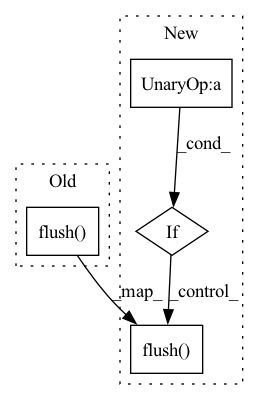 New
UnaryOp:a
Old
_cond_
flush()
If
_map_
_control_
flush()